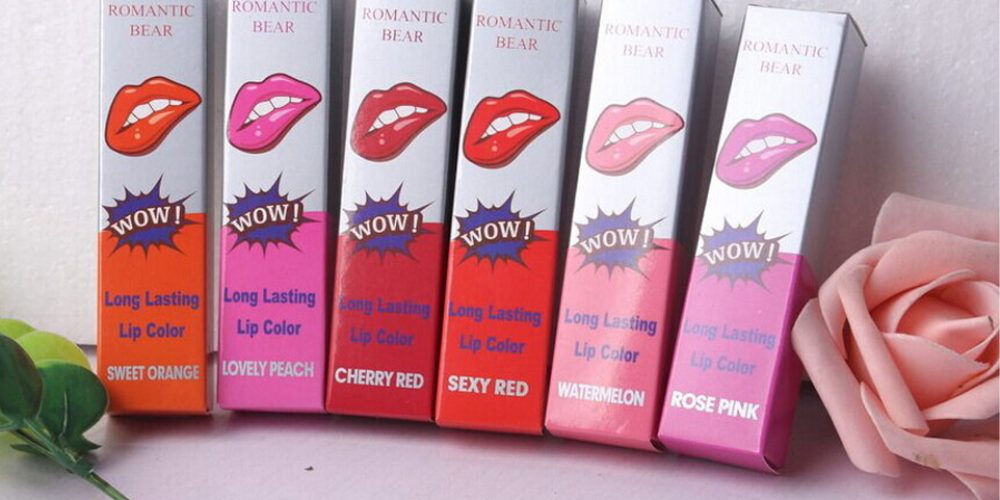 ROMANTIC
BEAR
WOW!
Long Lasting
Lip Color
SWEET ORANGE
ROMANTIC
BEAR
WOW!
Long Lasting
Lip Color
LOVELY PEACH
ROMANTIC
BEAR
WOW!
Long Lasting
Lip Color
CHERRY RED
ROMANTIC
BEAR
WOW!
Long Lasting
Lip Color
SEXY RED
ROMANTIC
BEAR
WOW!
Long Lasting
Lip Color
WATERMELON
ROMANTIC
BEAR
WOW!
Long Lasting
Lip Color
ROSE PINK